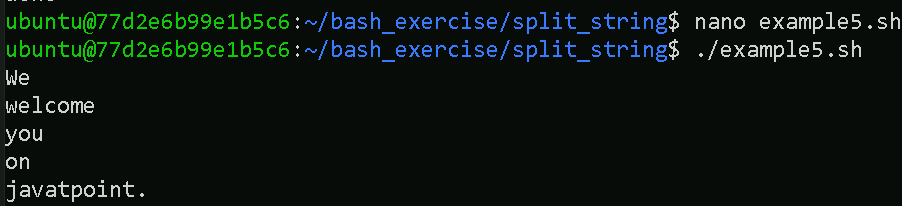 ubuntu@77d2e6b99e1b5c6:~/bash_exercise/split_string$ nano example5.sh
ubuntu@77d2e6b99e1b5c6:~/bash_exercise/split_string$ ./example5.sh
We
welcome
you
on
javatpoint.